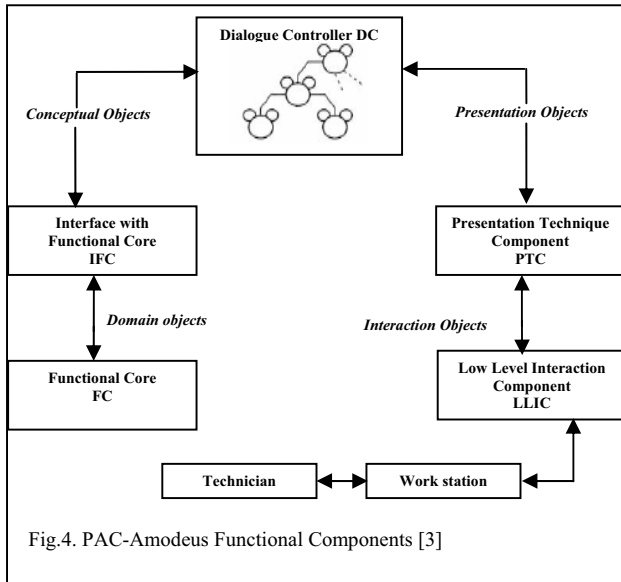 Dialogue Controller DC
Conceptual Objects
Presentation Objects
Interface with
Functional Core
IFC
Presentation Technique
Component
PTC
Domain objects
Interaction Objects
Functional Core
FC
Low Level Interaction
Component
LLIC
Technician
Work station
Fig.4. PAC-Amodeus Functional Components [3]